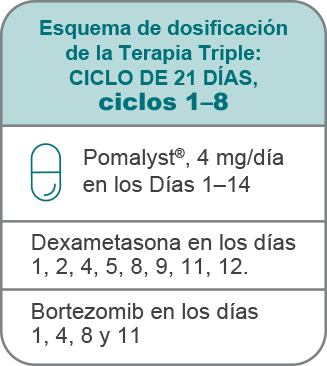 Esquema de dosificación
de la Terapia Triple:
CICLO DE 21 DÍAS,
ciclos 1–8
Pomalyst®, 4 mg/día
en los Días 1–14
Dexametasona en los días
1, 2, 4, 5, 8, 9, 11, 12.
Bortezomib en los días
1, 4, 8 y 11